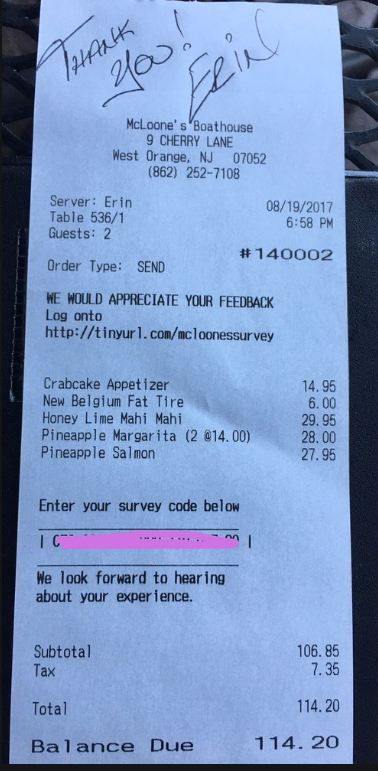 THANK
YOU!
ERIN
McLoone's Boathouse
9 CHERRY LANE
West Orange, NJ 07052
(862) 252-7108
Server: Erin 08/19/2017
Table 536/1 6:58 PM
Guests: 2
#140002
Order Type: SEND
WE WOULD APPRECIATE YOUR FEEDBACK
Log onto
http://tinyurl.com/mcloonessurvey
Crabcake Appetizer 14.95
New Belgium Fat Tire 6.00
Honey Lime Mahi Mahi 29.95
Pineapple Margarita (2 @14.00) 28.00
Pineapple Salmon 27.95
Enter your survey code below
We look forward to hearing
about your experience.
Subtotal 106.85
Tax 7.35
Total 114.20
Balance Due 114.20